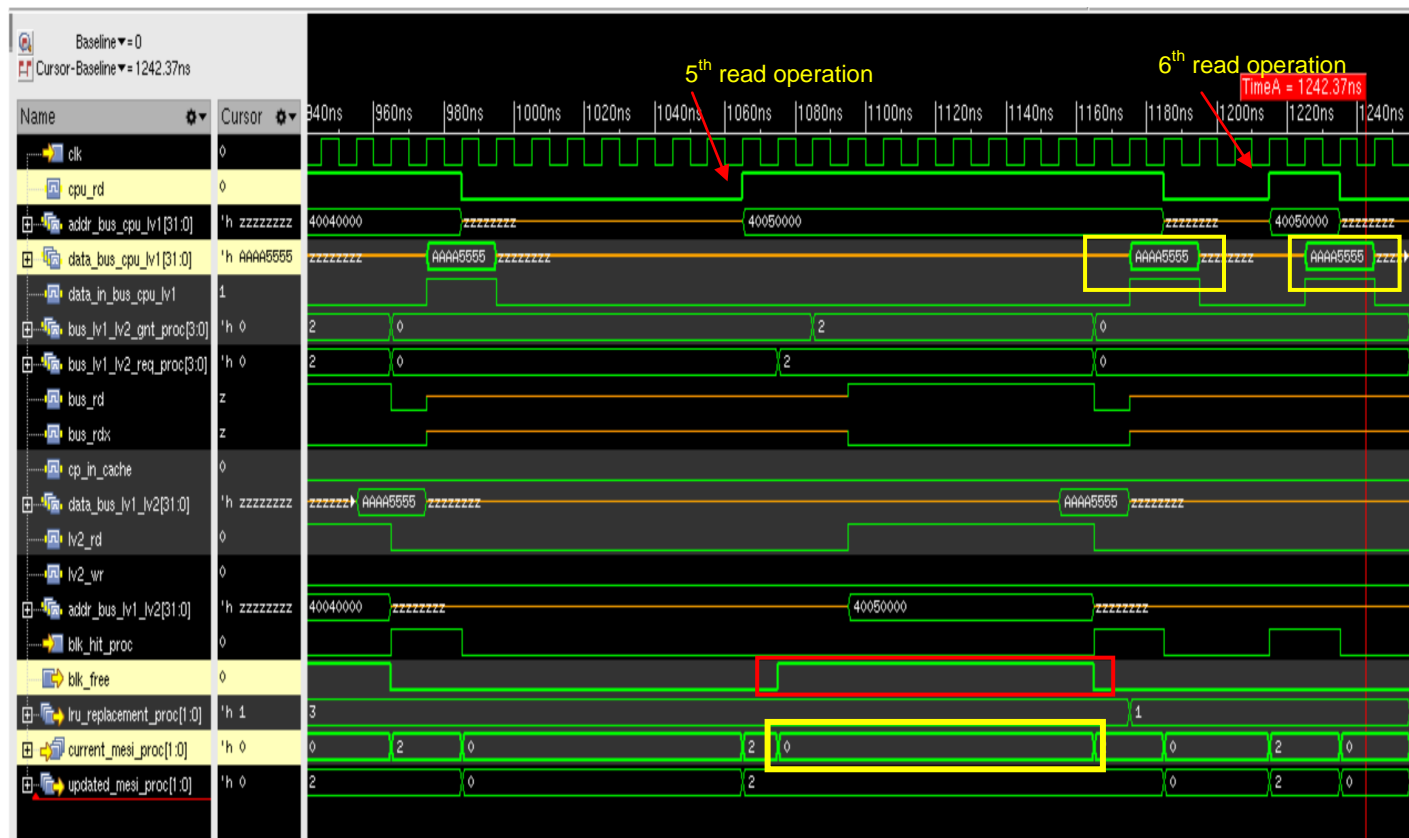 Baseline▼=0
Cursor-Baseline▼=1242.37ns
5th read operation
6th read operation
TimeA = 1242.37ns
Name Cursor 940ns 960ns 980ns 1000ns 1020ns 1040ns 1060ns 1080ns 1100ns 1120ns 1140ns 1160ns 1180ns 1200ns 1220ns 1240ns
clk 0
cpu_rd 0
addr_bus_cpu_lv1[31:0] 'h zzzzzzzz 40040000 zzzzzzzz 40050000 zzzzzzzz 40050000 zzzzzzzz
data_bus_cpu_lv1[31:0] 'h AAAA5555 zzzzzzzz AAAA5555 zzzzzzzz AAAA5555 zzzzzzzz AAAA5555 zzzz
data_in_bus_cpu_lv1 1
bus_lv1_lv2_gnt_proc[3:0] 'h 0 2 0 2 0
bus_lv1_lv2_req_proc[3:0] 'h 0 2 0 2 0
bus_rd z
bus_rdx z
cp_in_cache 0
data_bus_lv1_lv2[31:0] 'h zzzzzzzz zzzzzz AAAA5555 zzzzzzzz AAAA5555 zzzzzzzz
lv2_rd 0
lv2_wr 0
addr_bus_lv1_lv2[31:0] 'h zzzzzzzz 40040000 zzzzzzzz 40050000 zzzzzzzz
blk_hit_proc 0
blk_free 0
lru_replacement_proc[1:0] 'h 1 3 1
current_mesi_proc[1:0] 'h 0 0 2 0 2 0 0 2 0
updated_mesi_proc[1:0] 'h 0 2 0 2 0 2 0